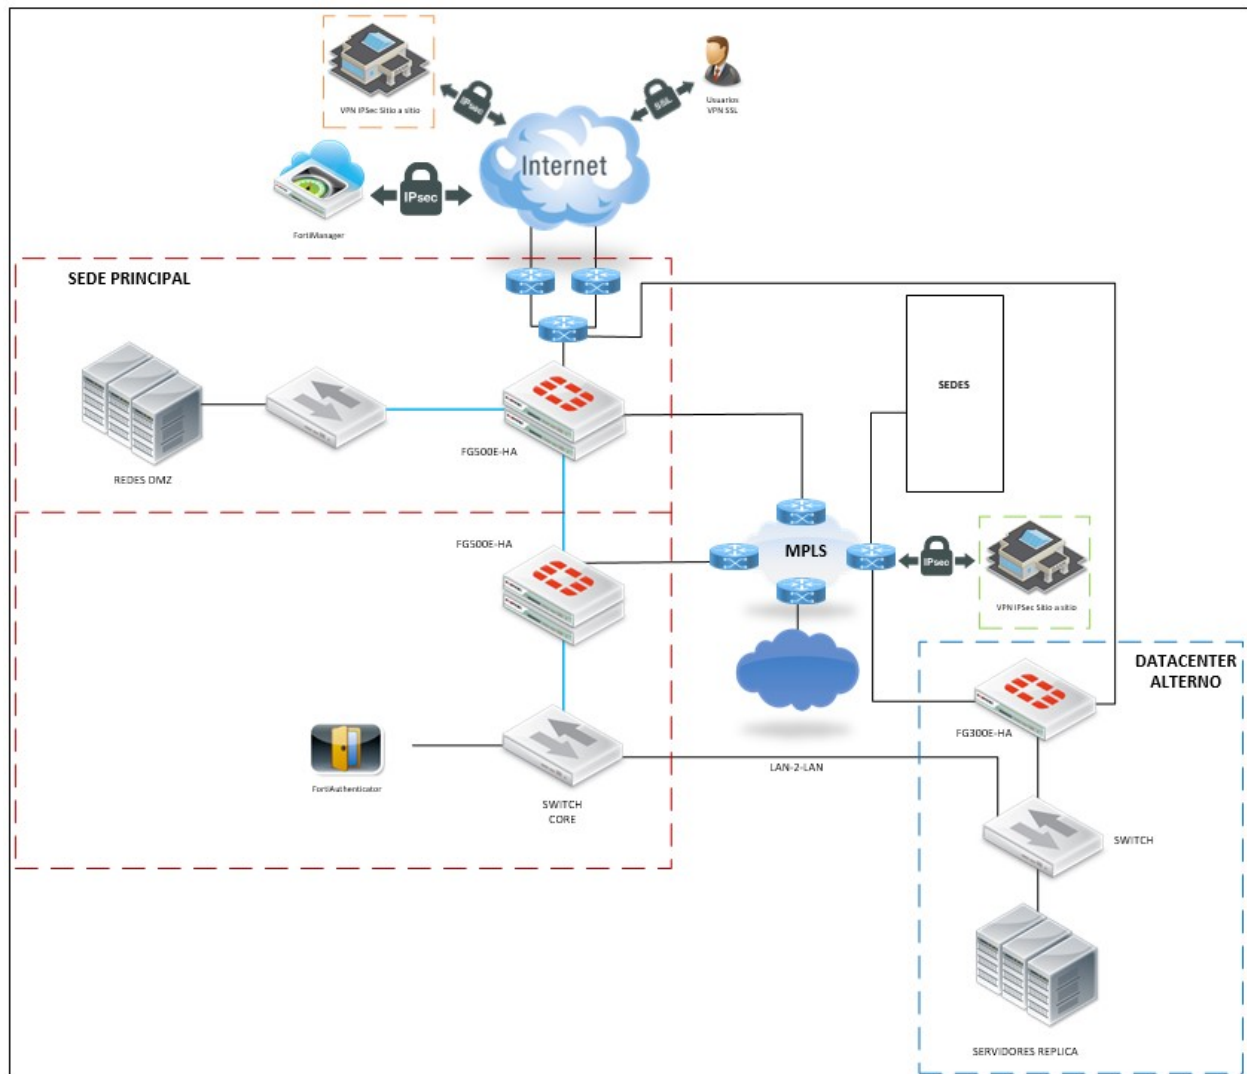 VPN IPSec Sitio a sitio
IPsec
SSL
Usuarios
VPN SSL
Internet
IPsec
FortiManager
SEDE PRINCIPAL
SEDES
FG500E-HA
REDES DMZ
FG500E-HA
MPLS
IPsec
VPN IPSec Sitio a sitio
DATACENTER
ALTERNO
FG300E-HA
FortiAuthenticator
LAN-2-LAN
SWITCH
CORE
SWITCH
SERVIDORES REPLICA